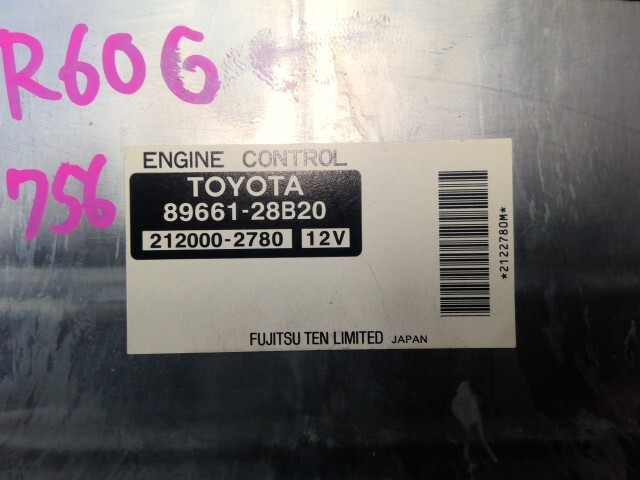 R60G
756
ENGINE CONTROL
TOYOTA
89661-28B20
212000-2780 12V
*2122780M*
FUJITSU TEN LIMITED JAPAN